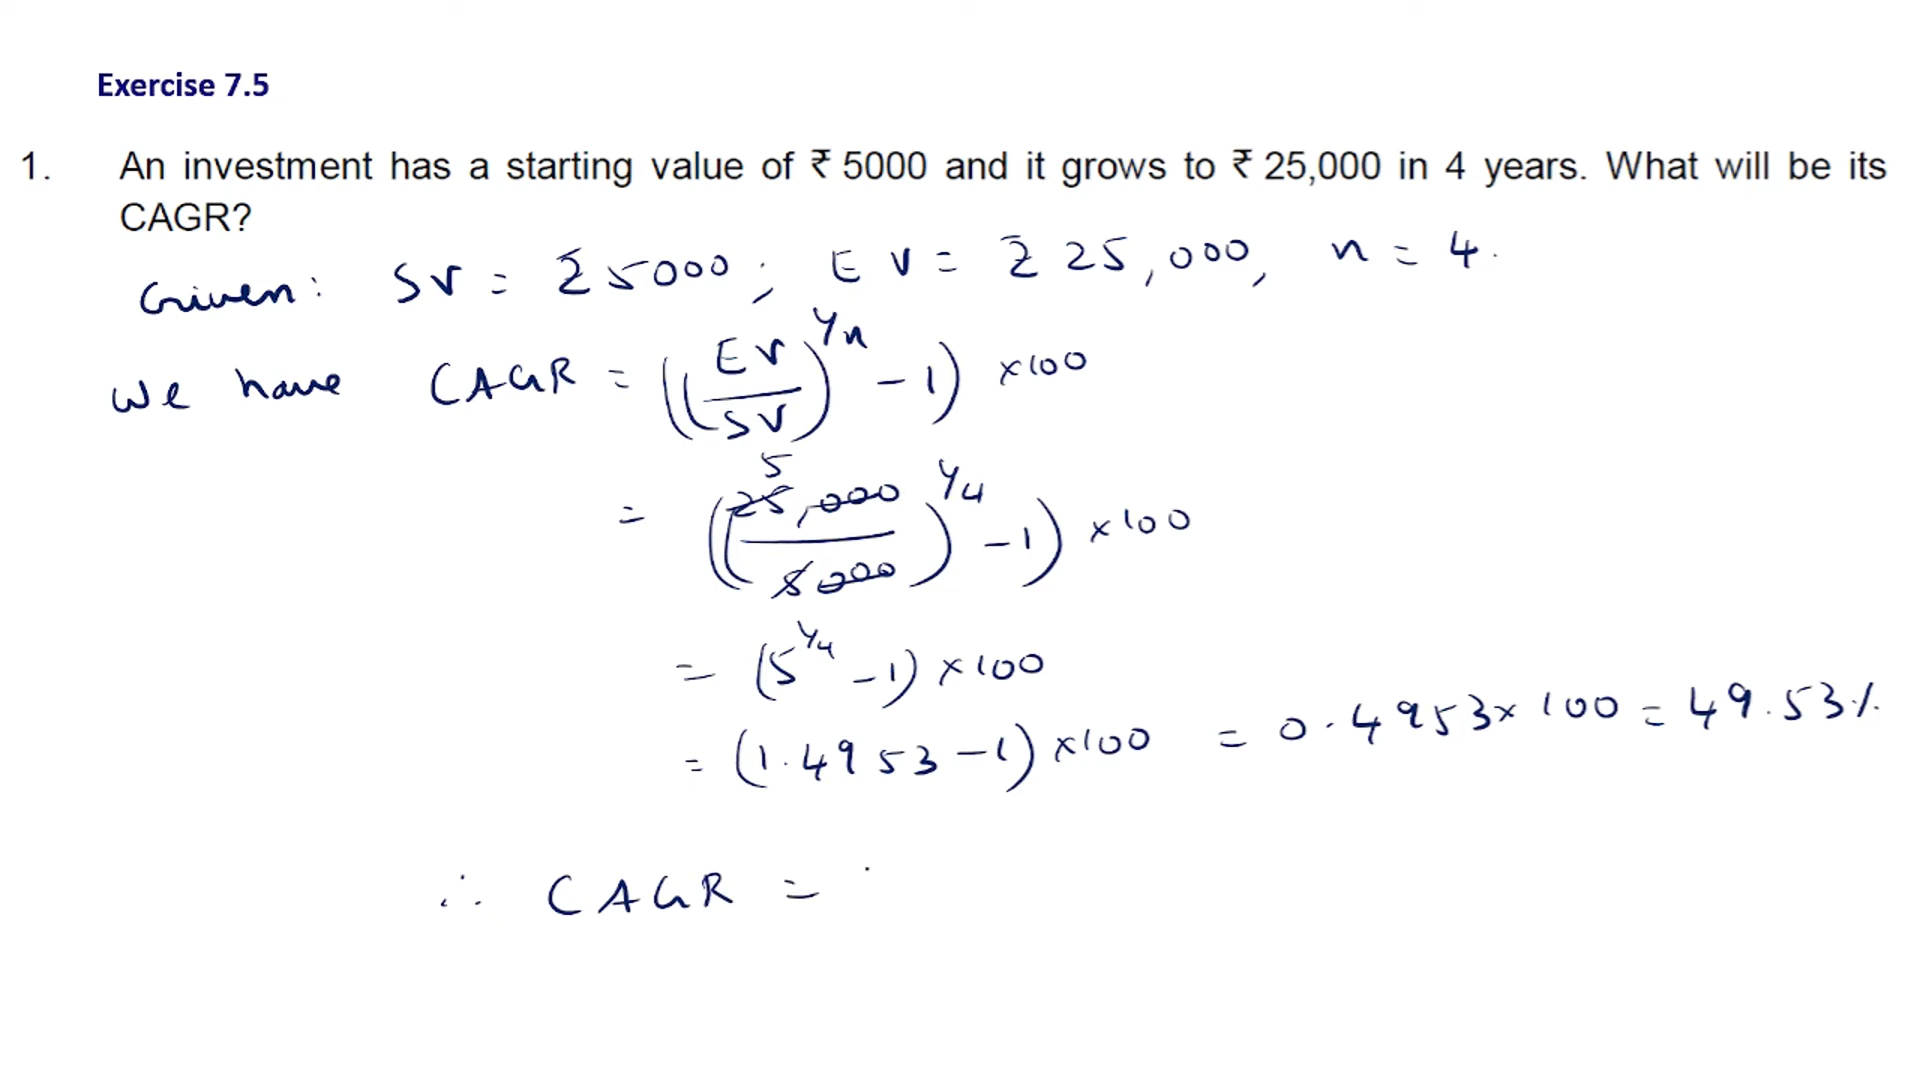 Exercise 7.5
1. An investment has a starting value of ₹ 5000 and it grows to ₹ 25,000 in 4 years. What will be its
CAGR?
Given: SV = ₹ 5000 ; EV = ₹ 25,000, n = 4.
We have CAGR = ((EV/SV)^1/n - 1) × 100
5
= ((25,000/5000)^1/4 - 1) × 100
= (5^1/4 - 1) × 100
= (1.4953 - 1) × 100 = 0.4953 × 100 = 49.53%
∴ CAGR =